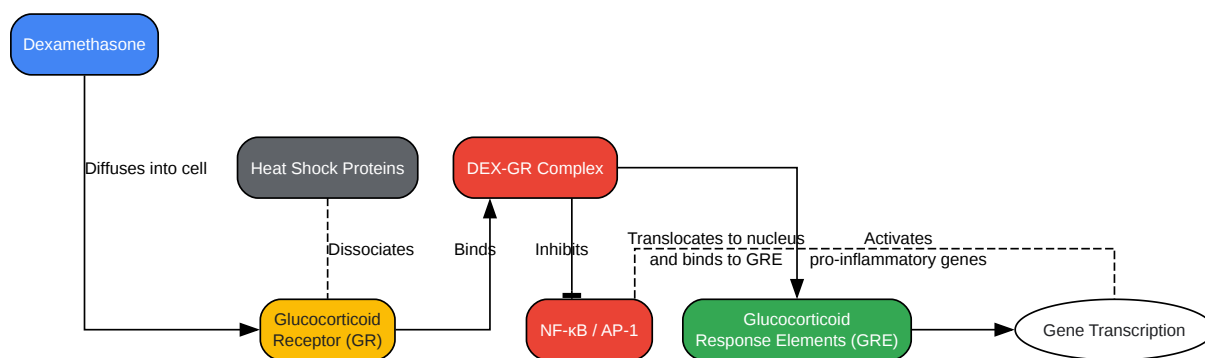 Dexamethasone
Diffuses into cell
Heat Shock Proteins
DEX-GR Complex
Dissociates
Binds
Inhibits
Translocates to nucleus
and binds to GRE
Activates
pro-inflammatory genes
Glucocorticoid
Receptor (GR)
NF-κB / AP-1
Glucocorticoid
Response Elements (GRE)
Gene Transcription